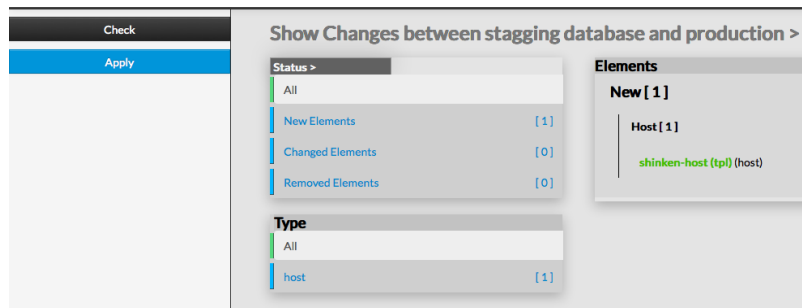 Check
Apply
Show Changes between stagging database and production >
Status >
All
New Elements [ 1 ]
Changed Elements [ 0 ]
Removed Elements [ 0 ]
Type
All
host [ 1 ]
Elements
New [ 1 ]
Host [ 1 ]
shinken-host (tpl) (host)